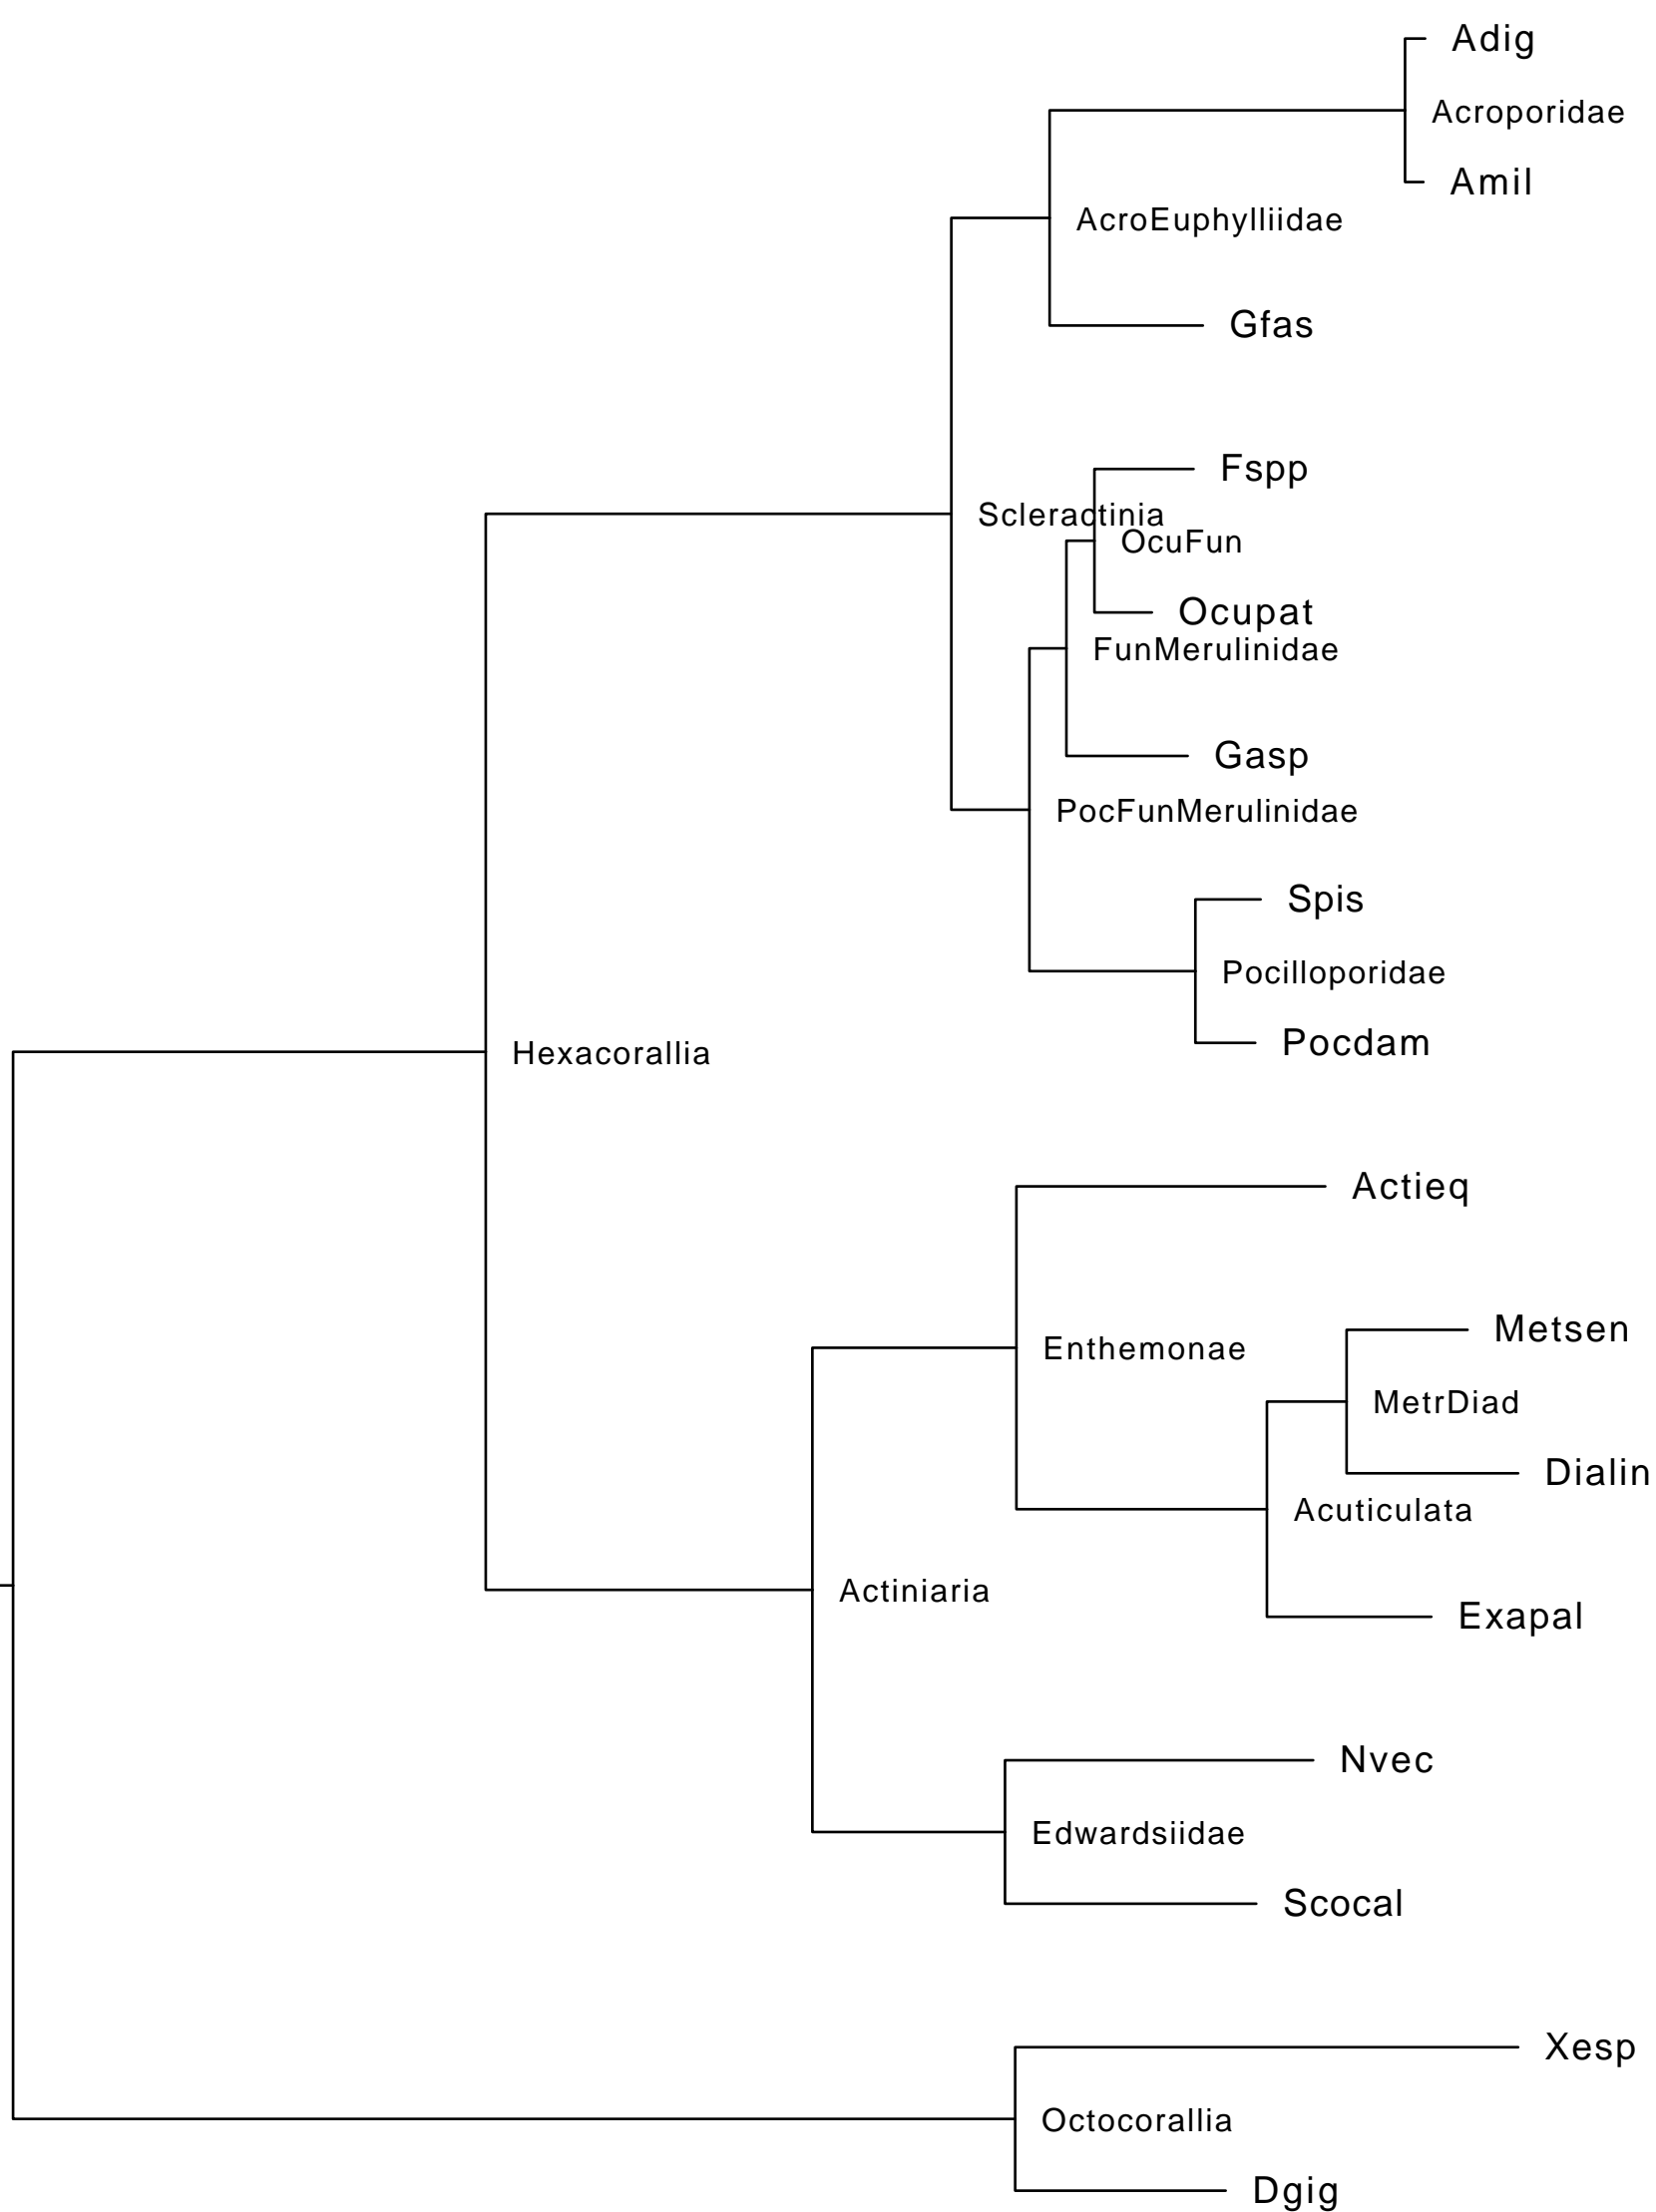 Adig
Acroporidae
Amil
AcroEuphylliidae
Gfas
Fspp
Scleractinia
OcuFun
Ocupat
FunMerulinidae
Gasp
PocFunMerulinidae
Spis
Pocilloporidae
Pocdam
Hexacorallia
Actieq
Metsen
Enthemonae
MetrDiad
Dialin
Acuticulata
Actiniaria
Exapal
Nvec
Edwardsiidae
Scocal
Xesp
Octocorallia
Dgig